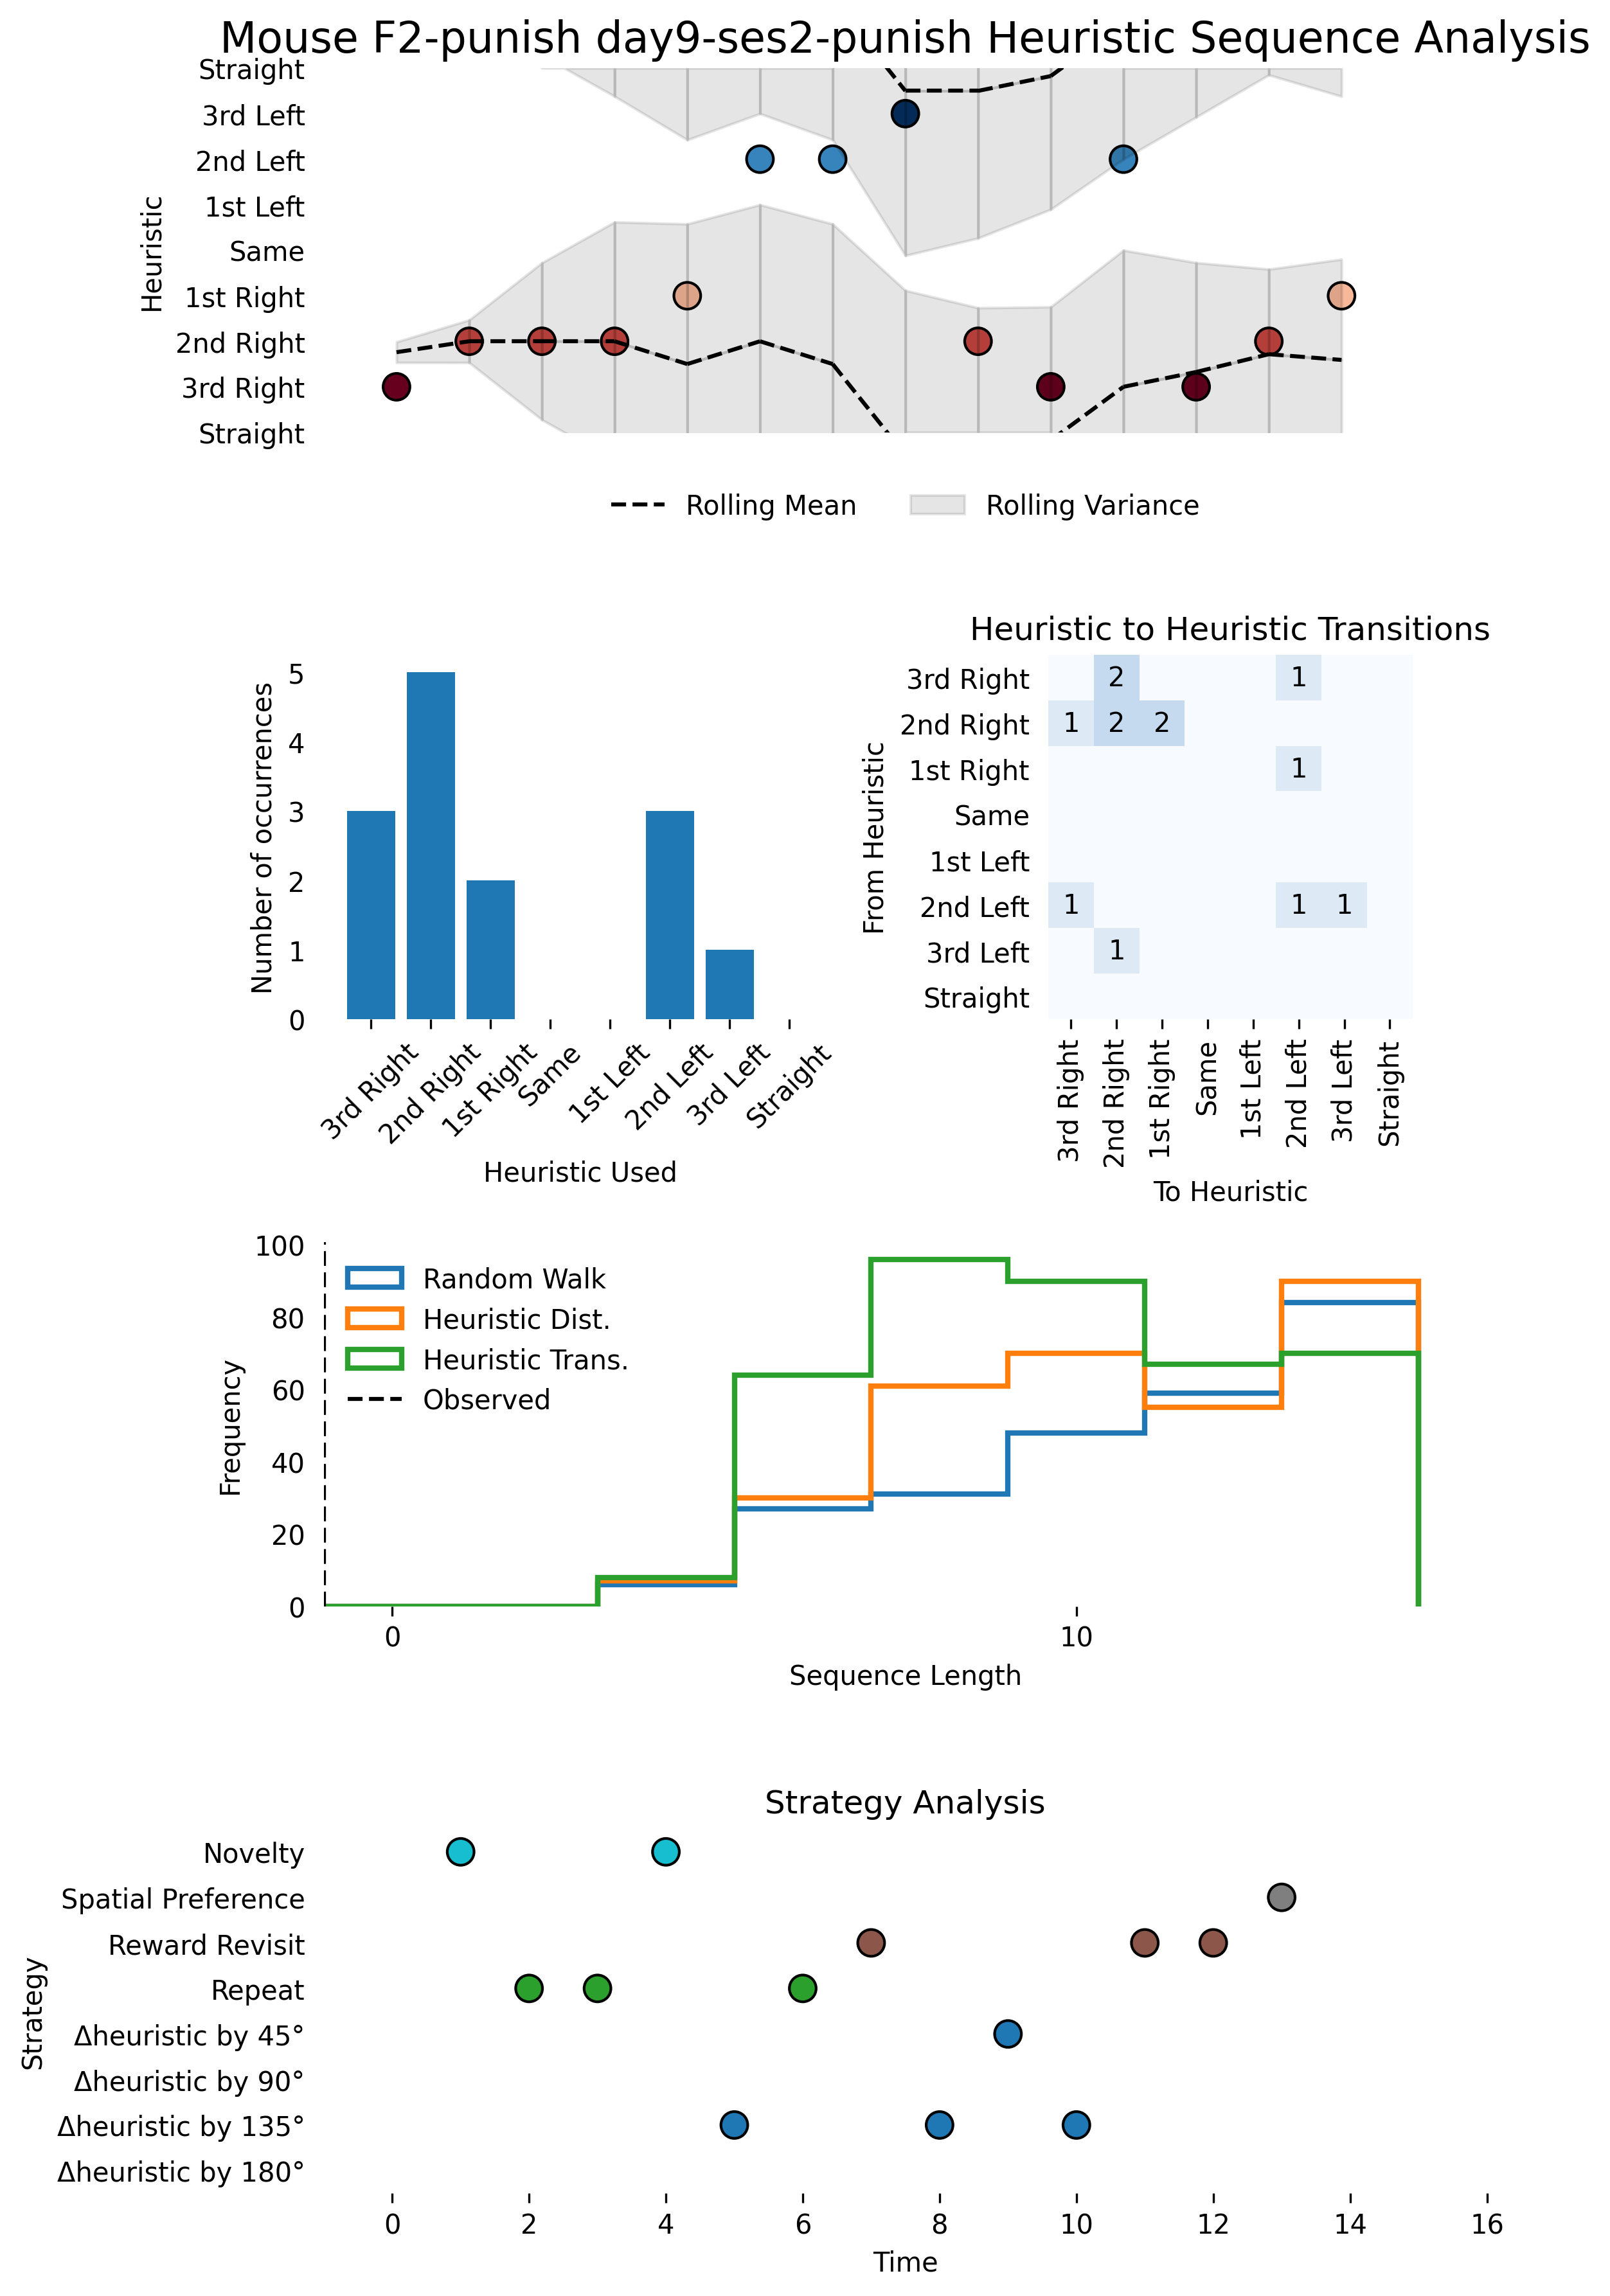 Mouse F2-punish day9-ses2-punish Heuristic Sequence Analysis
Straight
3rd Left
2nd Left
1st Left
Same
1st Right
2nd Right
3rd Right
Straight
Heuristic
Rolling Mean
Rolling Variance
5
4
3
2
1
0
Number of occurrences
3rd Right
2nd Right
1st Right
Same
1st Left
2nd Left
3rd Left
Straight
Heuristic Used
Heuristic to Heuristic Transitions
3rd Right 2 1
2nd Right 1 2 2
1st Right 1
Same
1st Left
2nd Left 1 1 1
3rd Left 1
Straight
From Heuristic
3rd Right
2nd Right
1st Right
Same
1st Left
2nd Left
3rd Left
Straight
To Heuristic
100
80
60
40
20
0
Frequency
Random Walk
Heuristic Dist.
Heuristic Trans.
Observed
0 10
Sequence Length
Strategy Analysis
Novelty
Spatial Preference
Reward Revisit
Repeat
Δheuristic by 45°
Δheuristic by 90°
Δheuristic by 135°
Δheuristic by 180°
Strategy
0 2 4 6 8 10 12 14 16
Time